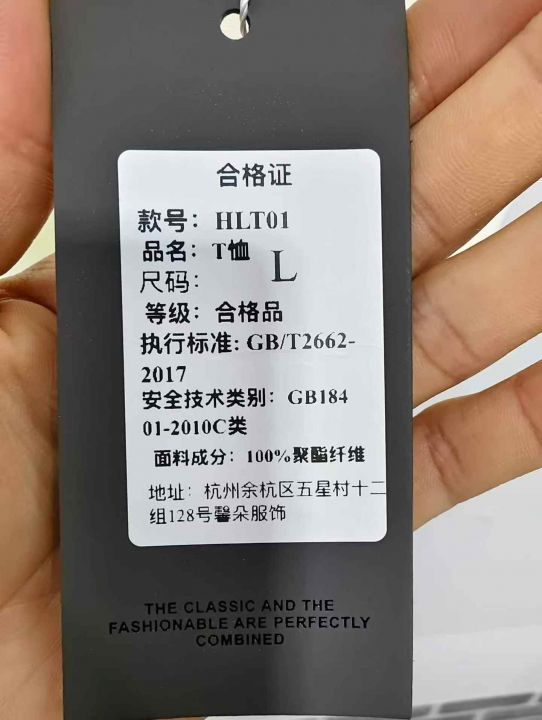 合格证
款号：HLT01
品名：T恤
尺码：L
等级：合格品
执行标准：GB/T2662-
2017
安全技术类别：GB184
01-2010C类
面料成分：100%聚酯纤维
地址：杭州余杭区五星村十二
组128号馨朵服饰
THE CLASSIC AND THE
FASHIONABLE ARE PERFECTLY
COMBINED